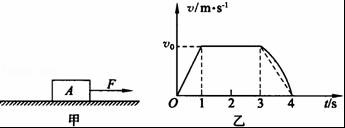 A F
甲
v/m·s⁻¹
v₀
O 1 2 3 4 t/s
乙